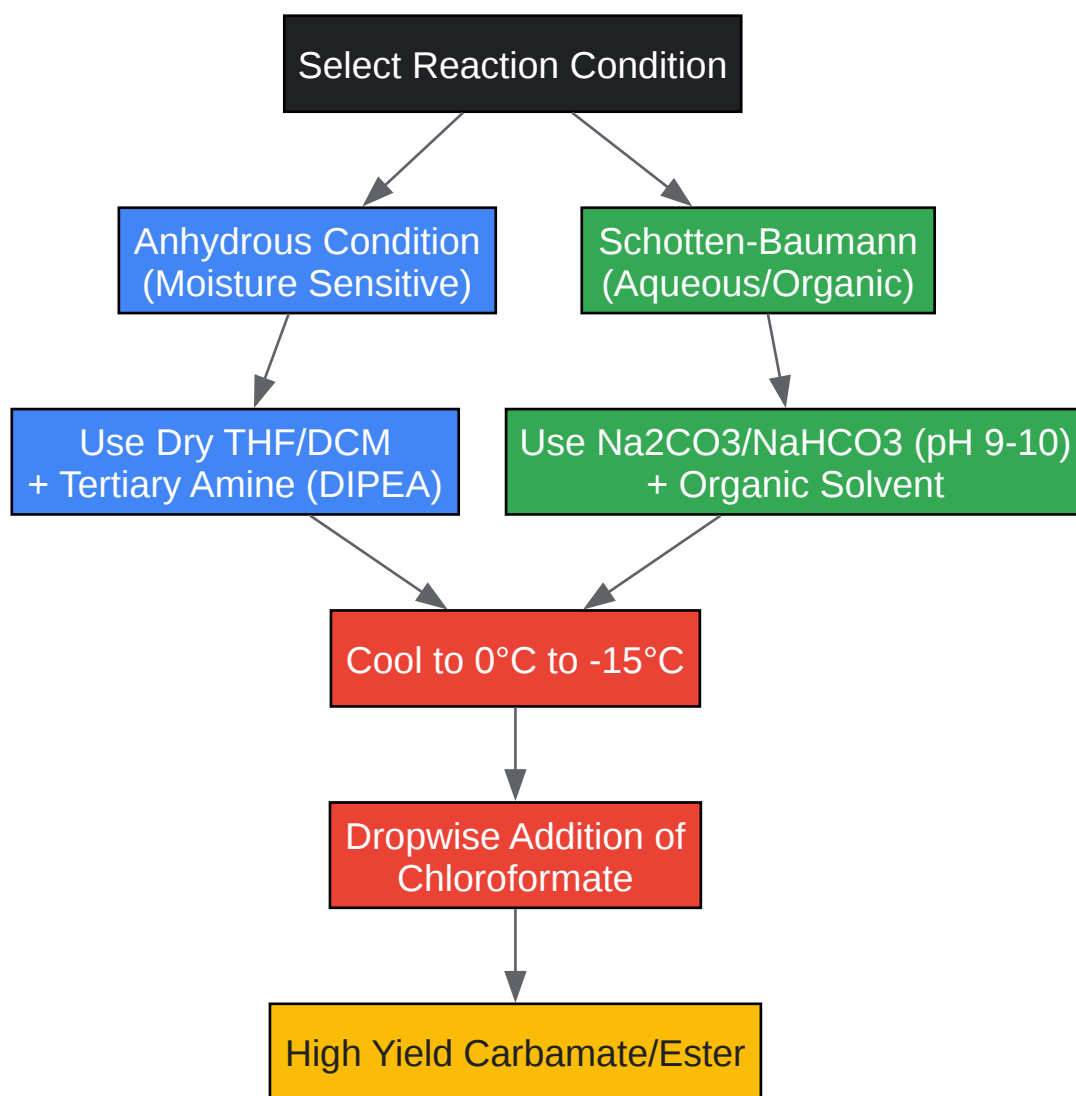 Select Reaction Condition
Anhydrous Condition
(Moisture Sensitive)
Schotten-Baumann
(Aqueous/Organic)
Use Dry THF/DCM
+ Tertiary Amine (DIPEA)
Use Na2CO3/NaHCO3 (pH 9-10)
+ Organic Solvent
Cool to 0°C to -15°C
Dropwise Addition of
Chloroformate
High Yield Carbamate/Ester